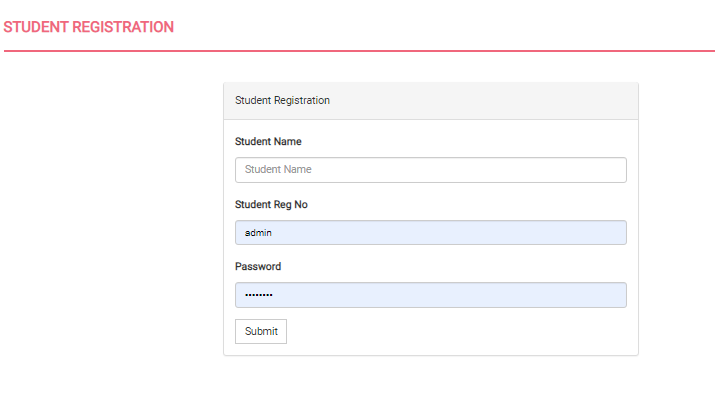 STUDENT REGISTRATION
Student Registration
Student Name
Student Name
Student Reg No
admin
Password
••••••••
Submit